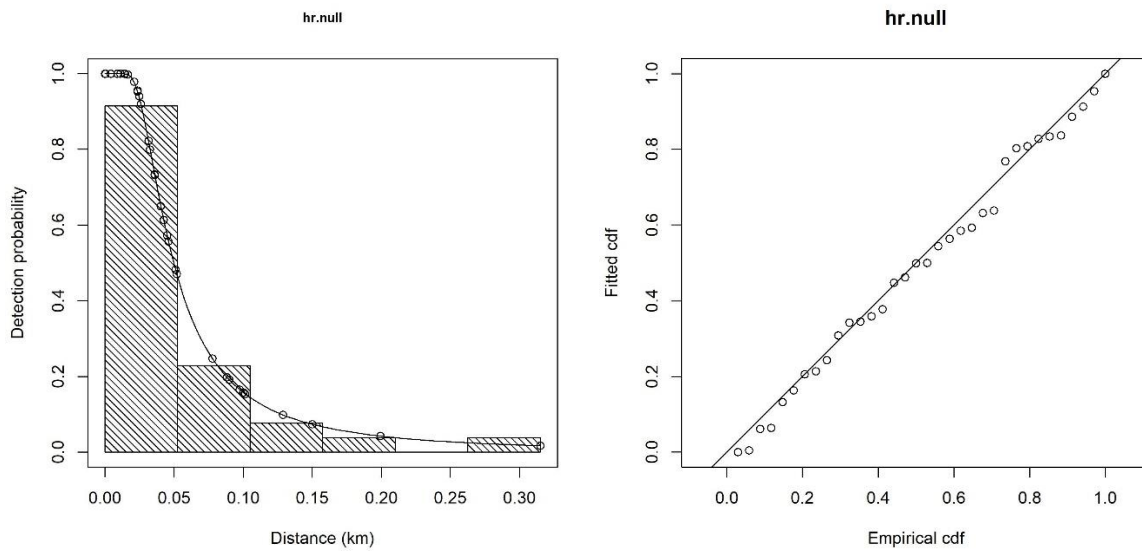 hr.null
Detection probability
1.0
0.8
0.6
0.4
0.2
0.0
0.00 0.05 0.10 0.15 0.20 0.25 0.30
Distance (km)
hr.null
Fitted cdf
1.0
0.8
0.6
0.4
0.2
0.0
0.0 0.2 0.4 0.6 0.8 1.0
Empirical cdf